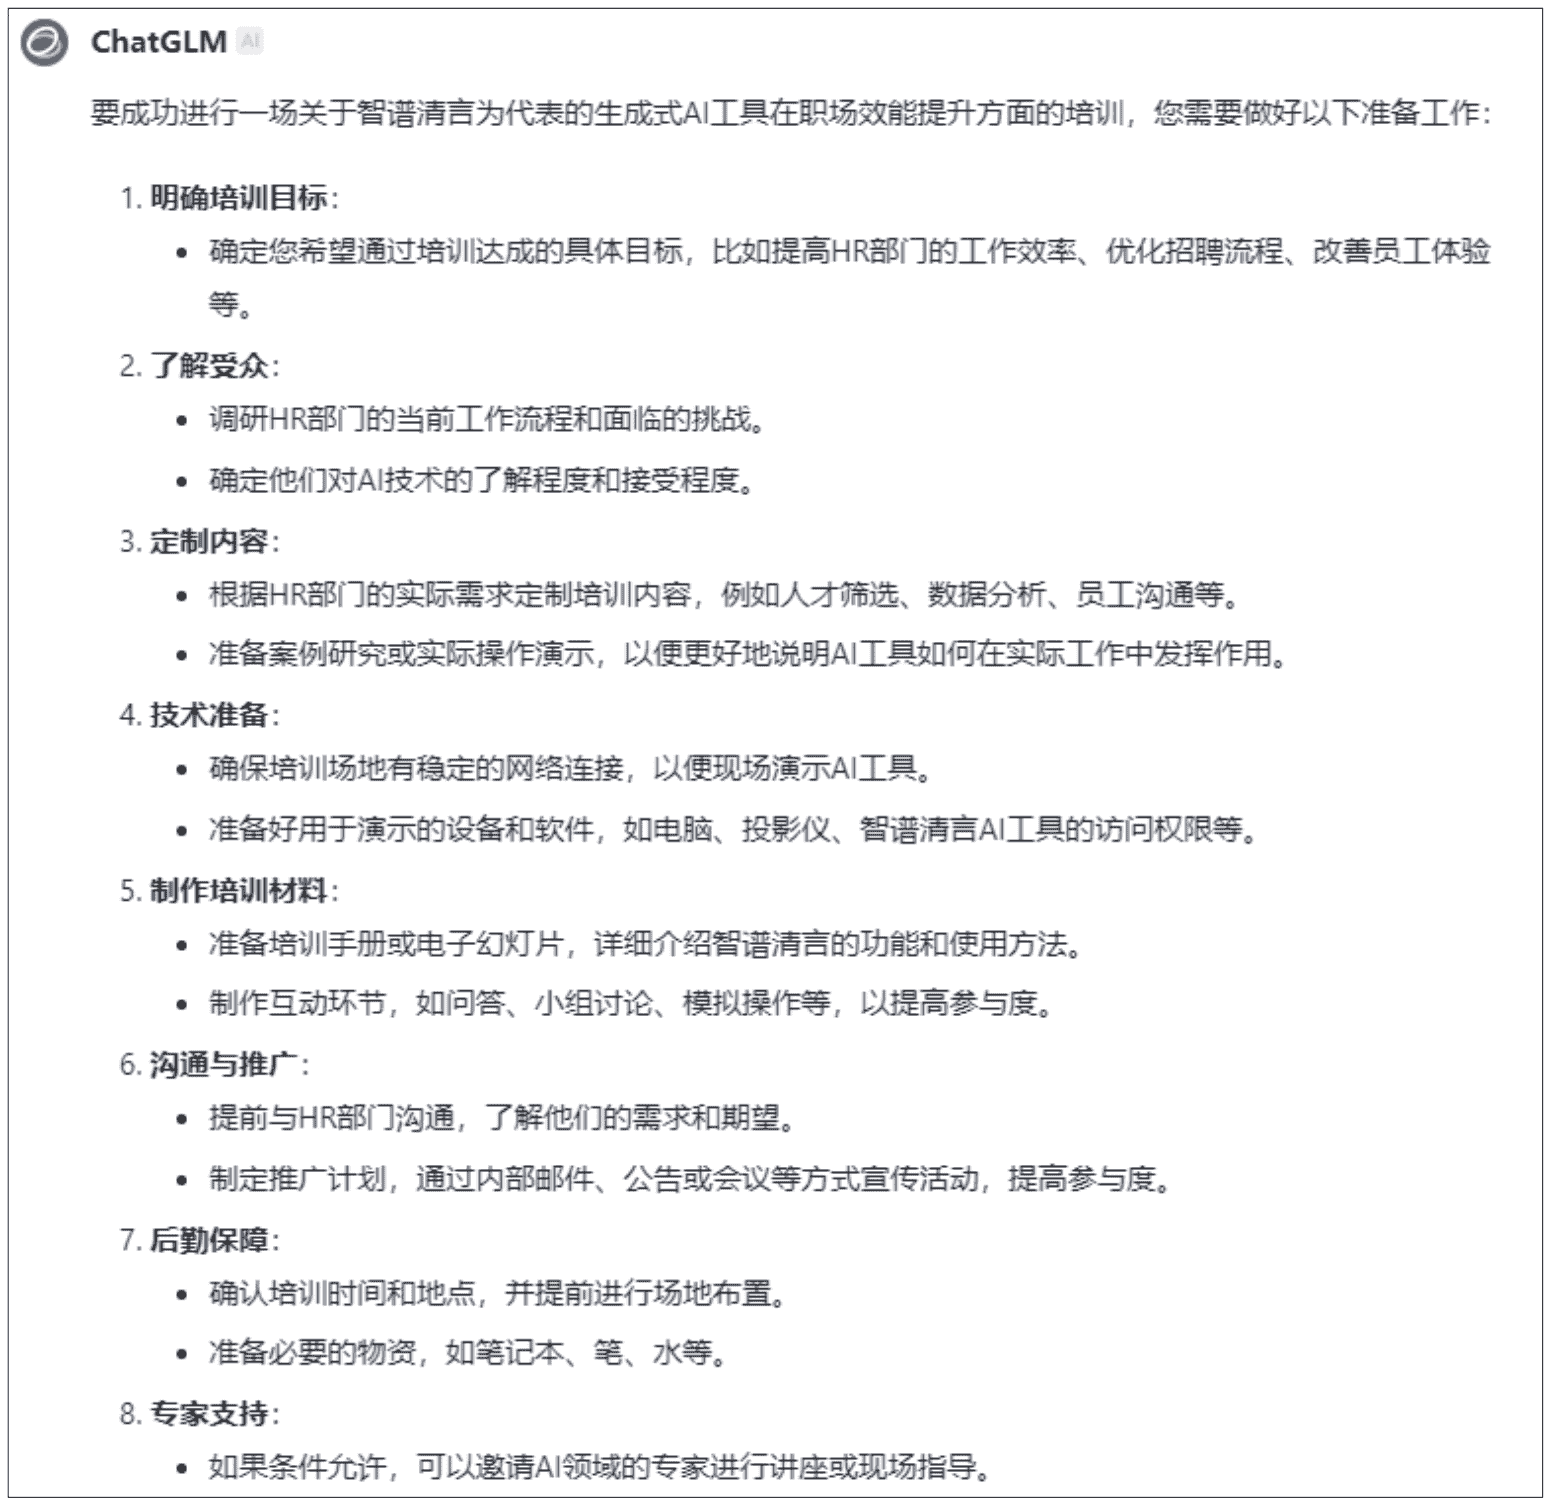 ChatGLM AI
要成功进行一场关于智谱清言为代表的生成式AI工具在职场效能提升方面的培训，您需要做好以下准备工作：
1. 明确培训目标：
• 确定您希望通过培训达成的具体目标，比如提高HR部门的工作效率、优化招聘流程、改善员工体验
等。
2. 了解受众：
• 调研HR部门的当前工作流程和面临的挑战。
• 确定他们对AI技术的了解程度和接受程度。
3. 定制内容：
• 根据HR部门的实际需求定制培训内容，例如人才筛选、数据分析、员工沟通等。
• 准备案例研究或实际操作演示，以便更好地说明AI工具如何在实际工作中发挥作用。
4. 技术准备：
• 确保培训场地有稳定的网络连接，以便现场演示AI工具。
• 准备好用于演示的设备和软件，如电脑、投影仪、智谱清言AI工具的访问权限等。
5. 制作培训材料：
• 准备培训手册或电子幻灯片，详细介绍智谱清言的功能和使用方法。
• 制作互动环节，如问答、小组讨论、模拟操作等，以提高参与度。
6. 沟通与推广：
• 提前与HR部门沟通，了解他们的需求和期望。
• 制定推广计划，通过内部邮件、公告或会议等方式宣传活动，提高参与度。
7. 后勤保障：
• 确认培训时间和地点，并提前进行场地布置。
• 准备必要的物资，如笔记本、笔、水等。
8. 专家支持：
• 如果条件允许，可以邀请AI领域的专家进行讲座或现场指导。